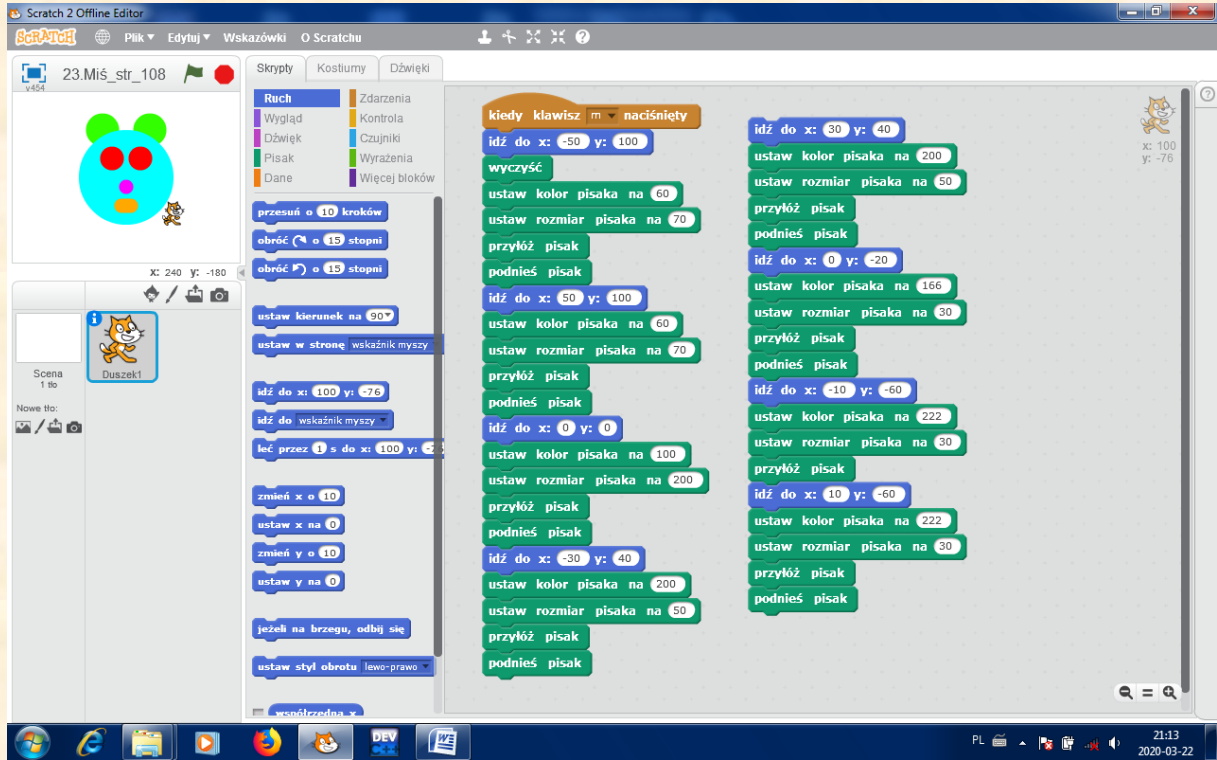 Scratch 2 Offline Editor
SCRATCH Plik Edytuj Wskazówki O Scratchu
23.Miś_str_108
v454
X: 240 y: -180
Scena
1 tło
Nowe tło:
Duszek1
Skrypty Kostiumy Dźwięki
Ruch Zdarzenia
Wygląd Kontrola
Dźwięk Czujniki
Pisak Wyrażenia
Dane Więcej bloków
przesuń o 10 kroków
obróć o 15 stopni
obróć o 15 stopni
ustaw kierunek na 90
ustaw w stronę wskaźnik myszy
idź do x: 100 y: -76
idź do wskaźnik myszy
leć przez 1 s do x: 100 y:
zmień x o 10
ustaw x na 0
zmień y o 10
ustaw y na 0
jeżeli na brzegu, odbij się
ustaw styl obrotu lewo-prawo
współrzędna x
kiedy klawisz m naciśnięty
idź do x: -50 y: 100
wyczyść
ustaw kolor pisaka na 60
ustaw rozmiar pisaka na 70
przyłóż pisak
podnieś pisak
idź do x: 50 y: 100
ustaw kolor pisaka na 60
ustaw rozmiar pisaka na 70
przyłóż pisak
podnieś pisak
idź do x: 0 y: 0
ustaw kolor pisaka na 100
ustaw rozmiar pisaka na 200
przyłóż pisak
podnieś pisak
idź do x: -30 y: 40
ustaw kolor pisaka na 200
ustaw rozmiar pisaka na 50
przyłóż pisak
podnieś pisak
idź do x: 30 y: 40
ustaw kolor pisaka na 200
ustaw rozmiar pisaka na 50
przyłóż pisak
podnieś pisak
idź do x: 0 y: -20
ustaw kolor pisaka na 166
ustaw rozmiar pisaka na 30
przyłóż pisak
podnieś pisak
idź do x: -10 y: -60
ustaw kolor pisaka na 222
ustaw rozmiar pisaka na 30
przyłóż pisak
idź do x: 10 y: -60
ustaw kolor pisaka na 222
ustaw rozmiar pisaka na 30
przyłóż pisak
podnieś pisak
x: 100
y: -76
DEV
PL
21:13
2020-03-22